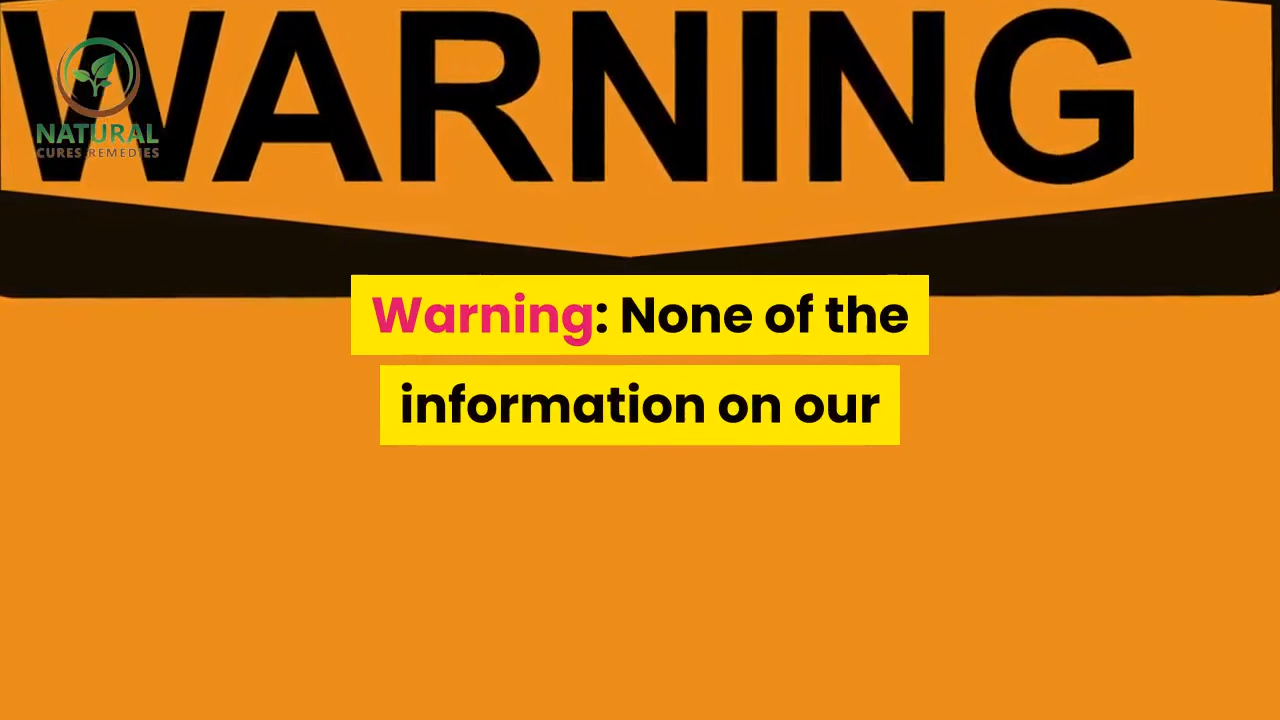 WARNING
NATURAL
CURES REMEDIES
Warning: None of the
information on our